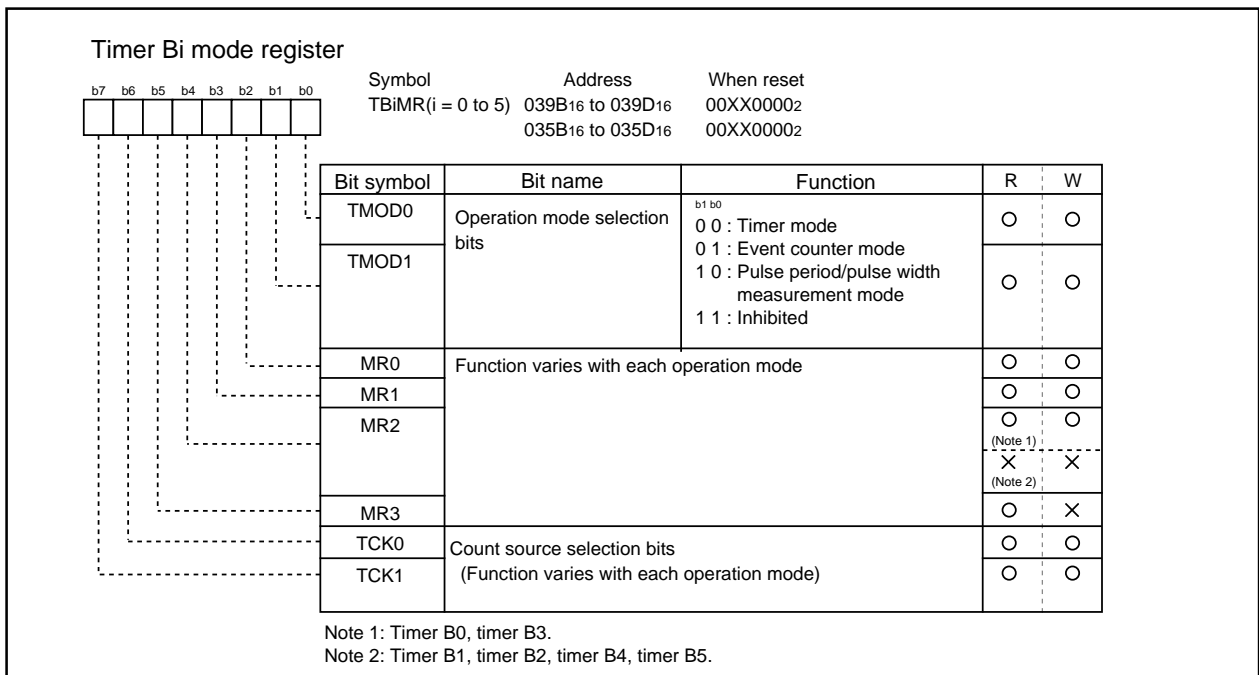 Timer Bi mode register
Symbol Address When reset
b7 b6 b5 b4 b3 b2 b1 b0
TBiMR(i = 0 to 5) 039B16 to 039D16 00XX00002
035B16 to 035D16 00XX00002
Bit symbol Bit name Function R W
TMOD0 Operation mode selection bits
b1 b0
0 0 : Timer mode
0 1 : Event counter mode
1 0 : Pulse period/pulse width
measurement mode
1 1 : Inhibited
TMOD1
MR0 Function varies with each operation mode
MR1
MR2
(Note 1)
(Note 2)
MR3
TCK0 Count source selection bits
(Function varies with each operation mode)
TCK1
Note 1: Timer B0, timer B3.
Note 2: Timer B1, timer B2, timer B4, timer B5.